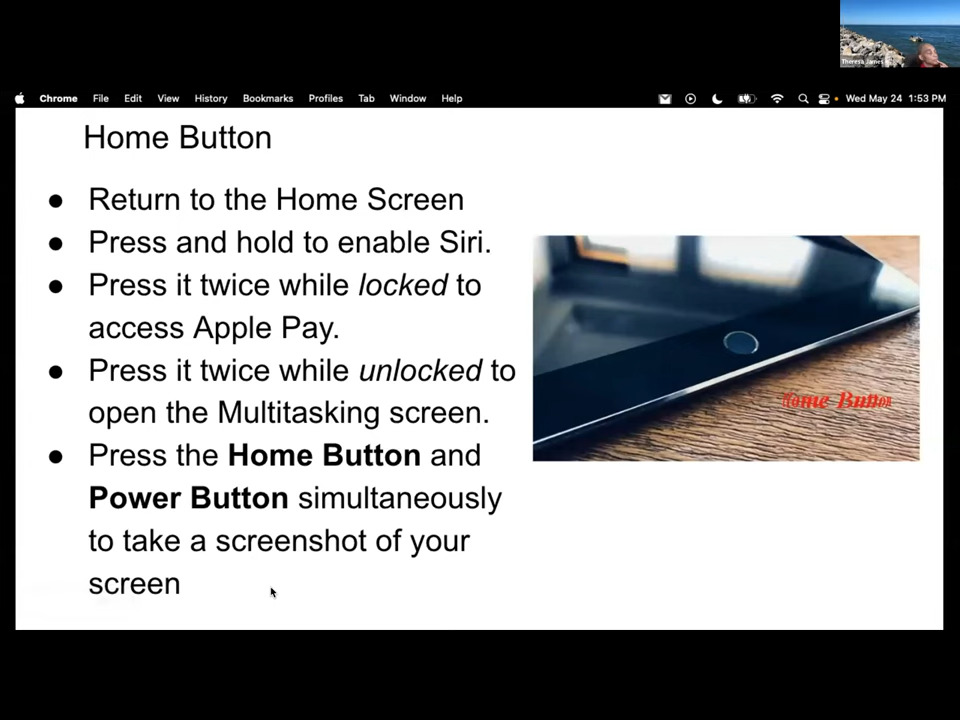 Theresa James
Chrome File Edit View History Bookmarks Profiles Tab Window Help Wed May 24 1:53 PM
Home Button
● Return to the Home Screen
● Press and hold to enable Siri.
● Press it twice while locked to
access Apple Pay.
● Press it twice while unlocked to
open the Multitasking screen.
● Press the Home Button and
Power Button simultaneously
to take a screenshot of your
screen
Home Button